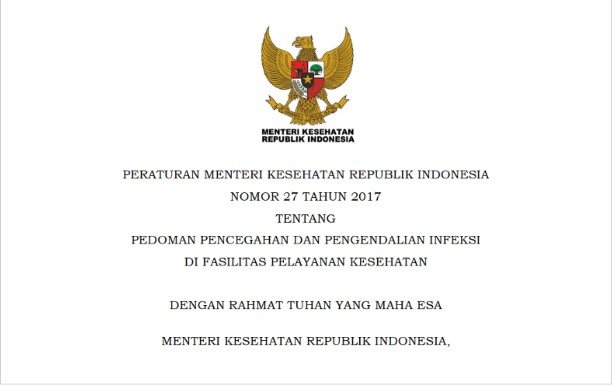 MENTERI KESEHATAN
REPUBLIK INDONESIA
PERATURAN MENTERI KESEHATAN REPUBLIK INDONESIA
NOMOR 27 TAHUN 2017
TENTANG
PEDOMAN PENCEGAHAN DAN PENGENDALIAN INFEKSI
DI FASILITAS PELAYANAN KESEHATAN
DENGAN RAHMAT TUHAN YANG MAHA ESA
MENTERI KESEHATAN REPUBLIK INDONESIA,